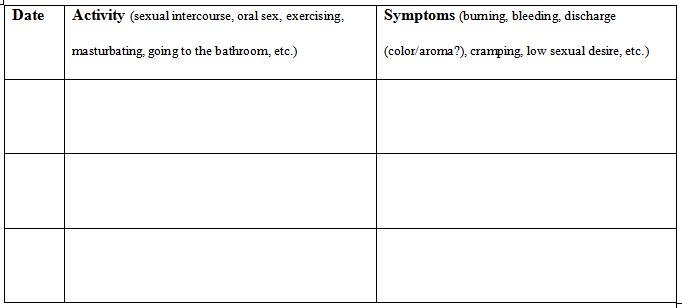 Date Activity (sexual intercourse, oral sex, exercising, Symptoms (burning, bleeding, discharge
masturbating, going to the bathroom, etc.) (color/aroma?), cramping, low sexual desire, etc.)